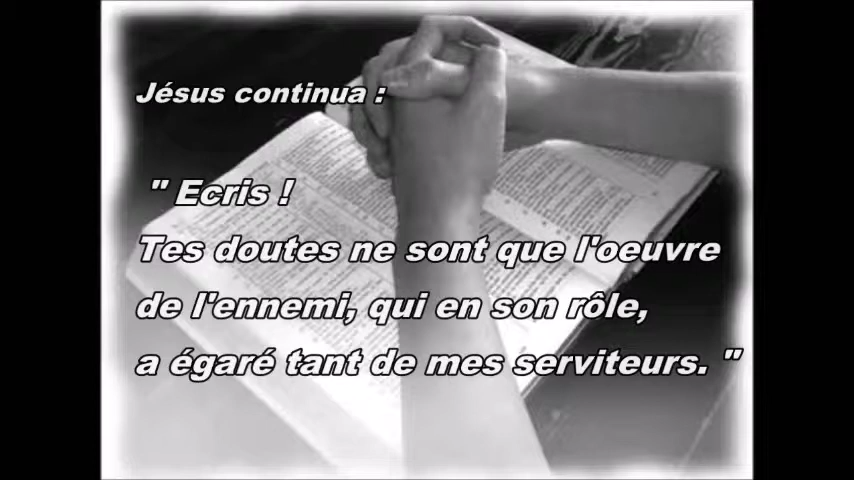 Jésus continua :
" Ecris !
Tes doutes ne sont que l'oeuvre
de l'ennemi, qui en son rôle,
a égaré tant de mes serviteurs. "